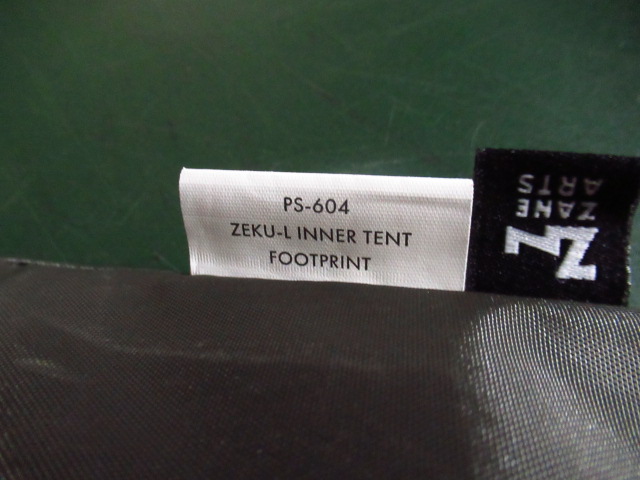 PS-604
ZEKU-L INNER TENT
FOOTPRINT
ZANE
ARTS